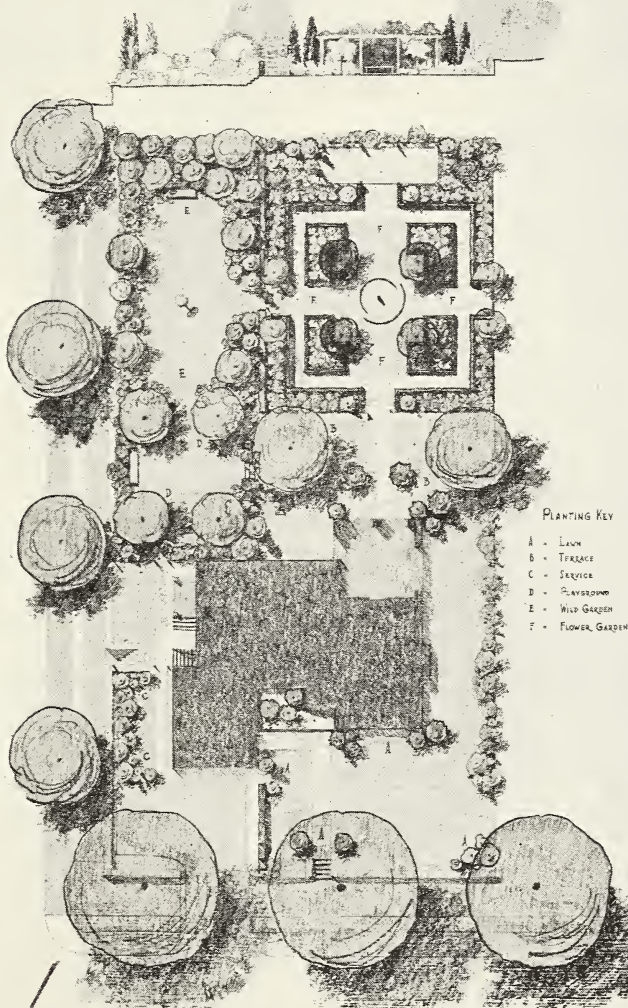 E
F
F F
F
E
D B
B
D
PLANTING KEY
A = LAWN
B = TERRACE
C = SERVICE
D = PLAYGROUND
E = WILD GARDEN
F = FLOWER GARDEN
C
A
C
A
A
A